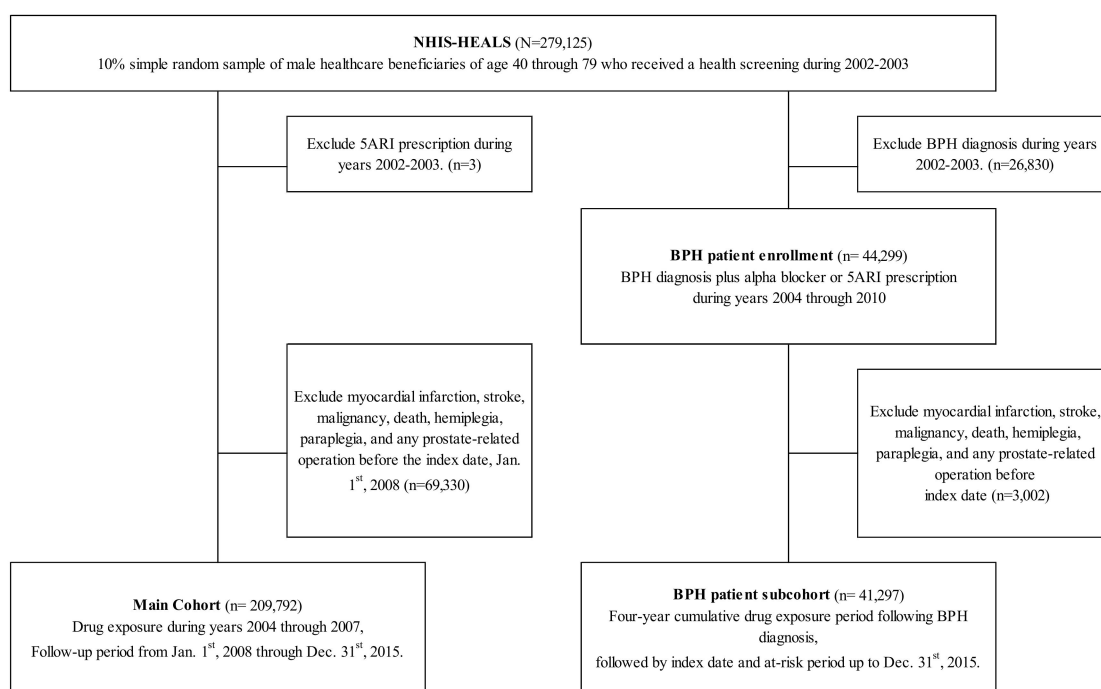 NHIS-HEALS (N=279,125)
10% simple random sample of male healthcare beneficiaries of age 40 through 79 who received a health screening during 2002-2003
Exclude 5ARI prescription during
years 2002-2003. (n=3)
Exclude BPH diagnosis during years
2002-2003. (n=26,830)
BPH patient enrollment (n= 44,299)
BPH diagnosis plus alpha blocker or 5ARI prescription
during years 2004 through 2010
Exclude myocardial infarction, stroke,
malignancy, death, hemiplegia,
paraplegia, and any prostate-related
operation before the index date, Jan.
1st, 2008 (n=69,330)
Exclude myocardial infarction, stroke,
malignancy, death, hemiplegia,
paraplegia, and any prostate-related
operation before
index date (n=3,002)
Main Cohort (n= 209,792)
Drug exposure during years 2004 through 2007,
Follow-up period from Jan. 1st, 2008 through Dec. 31st, 2015.
BPH patient subcohort (n= 41,297)
Four-year cumulative drug exposure period following BPH
diagnosis,
followed by index date and at-risk period up to Dec. 31st, 2015.